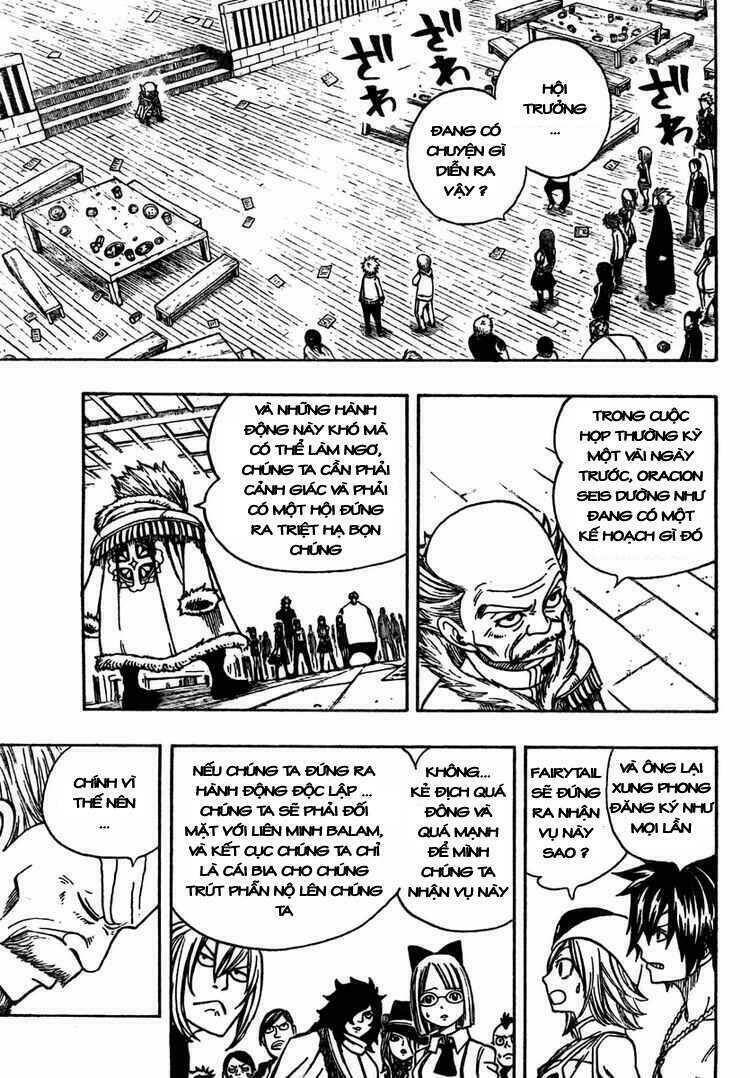 HỘI
TRƯỞNG
...
ĐANG CÓ
CHUYỆN GÌ
DIỄN RA
VẬY ?
ざわ
ざわ
ざわ
TRONG CUỘC
HỌP THƯỜNG KỲ
MỘT VÀI NGÀY
TRƯỚC, ORACION
SEIS DƯỜNG NHƯ
ĐANG CÓ MỘT
KẾ HOẠCH GÌ ĐÓ
VÀ NHỮNG HÀNH
ĐỘNG NÀY KHÓ MÀ
CÓ THỂ LÀM NGƠ,
CHÚNG TA CẦN PHẢI
CẢNH GIÁC VÀ PHẢI
CÓ MỘT HỘI ĐỨNG
RA TRIỆT HẠ BỌN
CHÚNG
VÀ ÔNG LẠI
XUNG PHONG
ĐĂNG KÝ NHƯ
MỌI LẦN
FAIRYTAIL
SẼ ĐỨNG
RA NHẬN
VỤ NÀY
SAO ?
KHÔNG...
KẺ ĐỊCH QUÁ
ĐÔNG VÀ
QUÁ MẠNH
ĐỂ MÌNH
CHÚNG TA
NHẬN VỤ NÀY
NẾU CHÚNG TA ĐỨNG RA
HÀNH ĐỘNG ĐỘC LẬP ...
CHÚNG TA SẼ PHẢI ĐỐI
MẶT VỚI LIÊN MINH BALAM,
VÀ KẾT CỤC CHÚNG TA CHỈ
LÀ CÁI BIA CHO CHÚNG
TRÚT PHẪN NỘ LÊN CHÚNG
TA
CHÍNH VÌ
THẾ NÊN
...